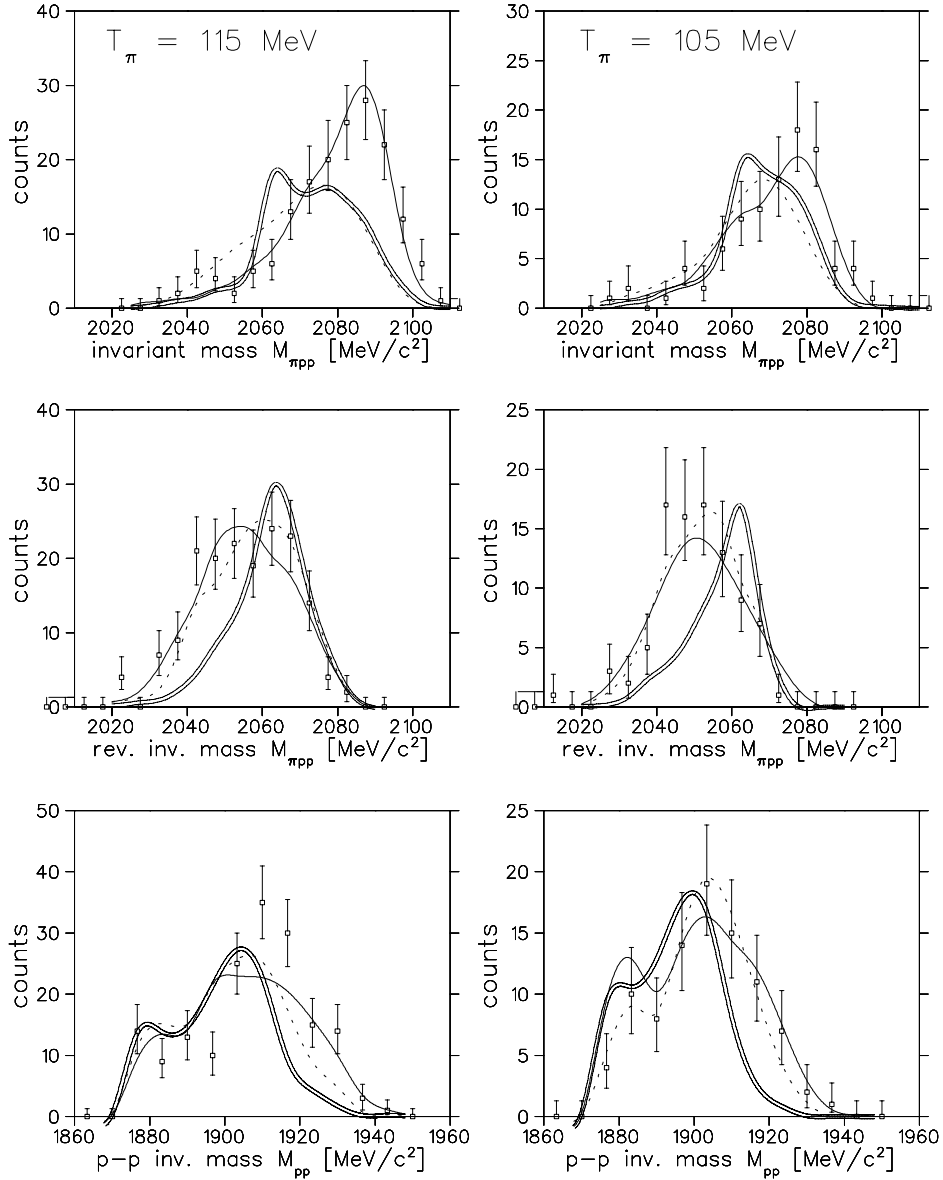 40
30
20
10
0
counts
T_π = 115 MeV
2020 2040 2060 2080 2100
invariant mass M_πpp [MeV/c²]
30
25
20
15
10
5
0
counts
T_π = 105 MeV
2020 2040 2060 2080 2100
invariant mass M_πpp [MeV/c²]
40
30
20
10
0
counts
2020 2040 2060 2080 2100
rev. inv. mass M_πpp [MeV/c²]
25
20
15
10
5
0
counts
2020 2040 2060 2080 2100
rev. inv. mass M_πpp [MeV/c²]
50
40
30
20
10
0
counts
1860 1880 1900 1920 1940 1960
p-p inv. mass M_pp [MeV/c²]
25
20
15
10
5
0
counts
1860 1880 1900 1920 1940 1960
p-p inv. mass M_pp [MeV/c²]